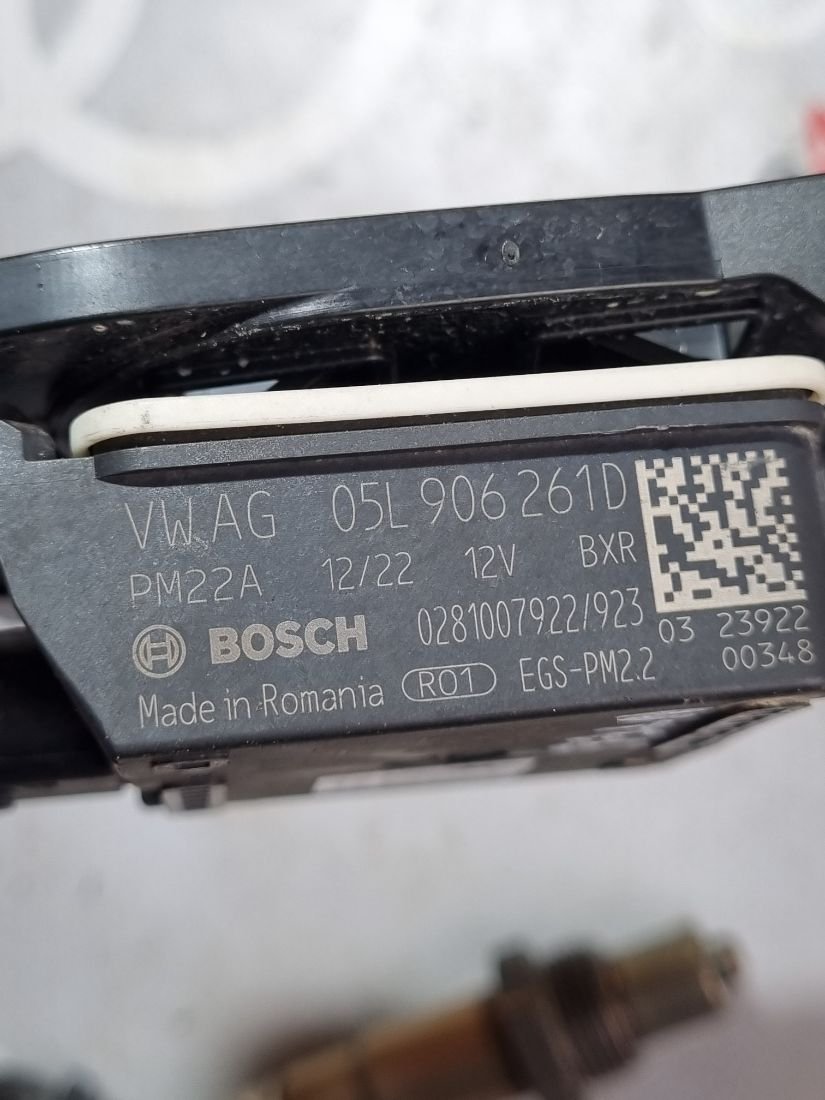 VW AG 05L 906 261D
PM22A 12/22 12V BXR
BOSCH 0281007922/923
03 23922
Made in Romania R01 EGS-PM2.2
00348